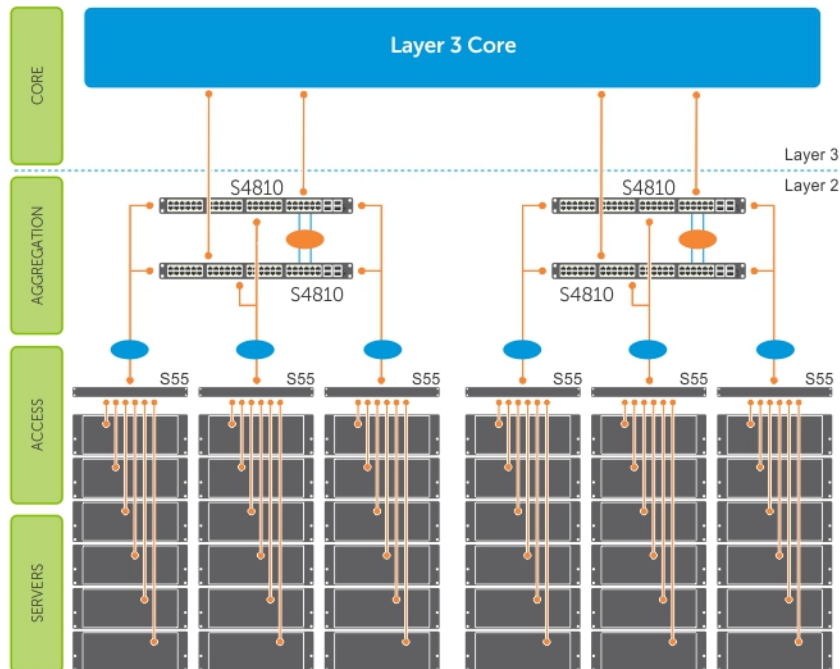 CORE
Layer 3 Core
Layer 3
Layer 2
AGGREGATION
S4810
S4810
S4810
S4810
ACCESS
S55
S55
S55
S55
S55
S55
SERVERS